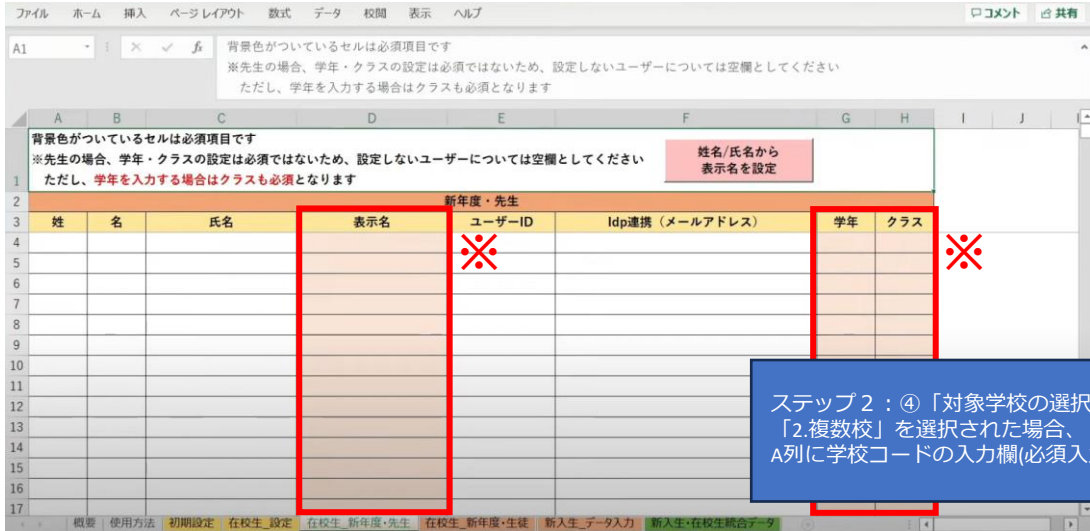 ファイル ホーム 挿入 ページ レイアウト 数式 データ 校閲 表示 ヘルプ コメント 共有
A1 fx 背景色がついているセルは必須項目です
※先生の場合、学年・クラスの設定は必須ではないため、設定しないユーザーについては空欄としてください
ただし、学年を入力する場合はクラスも必須となります
A B C D E F G H I J
背景色がついているセルは必須項目です
※先生の場合、学年・クラスの設定は必須ではないため、設定しないユーザーについては空欄としてください
1 ただし、学年を入力する場合はクラスも必須となります
姓名/氏名から
表示名を設定
2 新年度・先生
3 姓 名 氏名 表示名 ユーザーID Idp連携（メールアドレス） 学年 クラス
4
※ ※
5
6
7
8
9
10
11
12
13
14
15
16
17
ステップ２：④「対象学校の選択
「2.複数校」を選択された場合、
A列に学校コードの入力欄(必須入
概要 使用方法 初期設定 在校生_設定 在校生_新年度・先生 在校生_新年度・生徒 新入生_データ入力 新入生・在校生統合データ